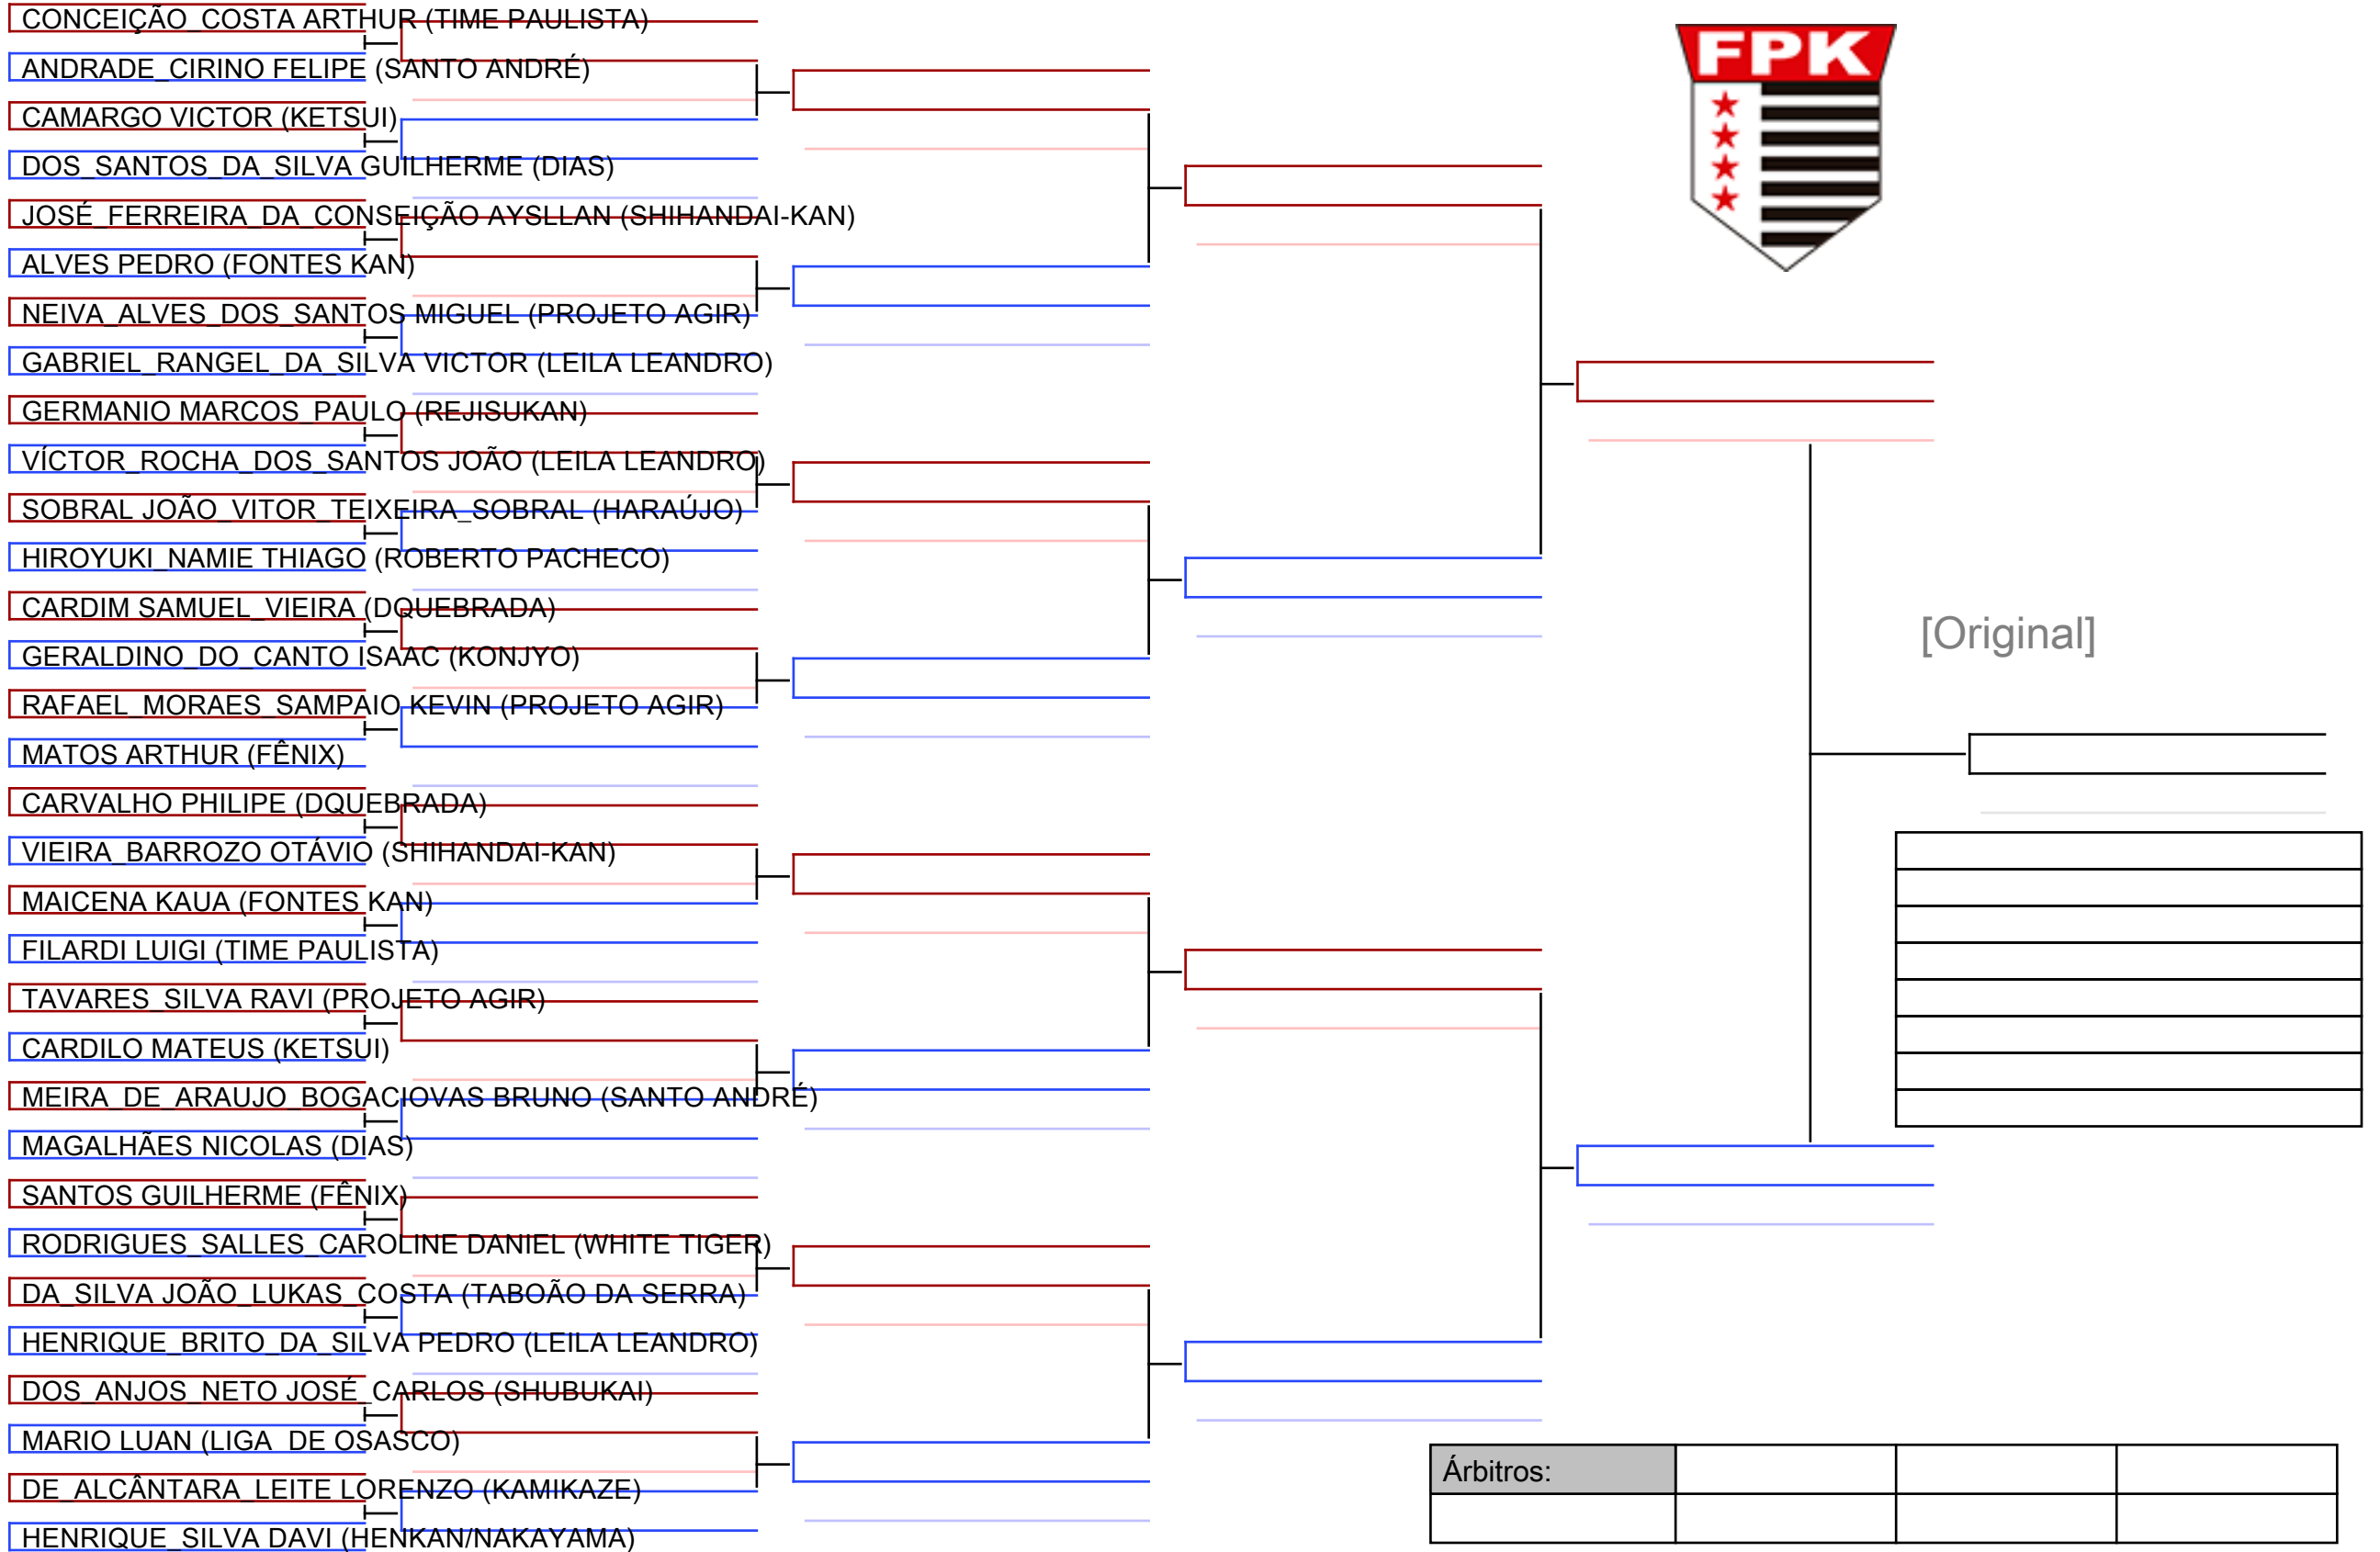 CONCEIÇÃO_COSTA ARTHUR (TIME PAULISTA)
ANDRADE_CIRINO FELIPE (SANTO ANDRÉ)
CAMARGO VICTOR (KETSUI)
DOS_SANTOS_DA_SILVA GUILHERME (DIAS)
JOSÉ_FERREIRA_DA_CONSEIÇÃO AYSLLAN (SHIHANDAI-KAN)
ALVES PEDRO (FONTES KAN)
NEIVA_ALVES_DOS_SANTOS MIGUEL (PROJETO AGIR)
GABRIEL_RANGEL_DA_SILVA VICTOR (LEILA LEANDRO)
GERMANIO MARCOS_PAULO (REJISUKAN)
VÍCTOR_ROCHA_DOS_SANTOS JOÃO (LEILA LEANDRO)
SOBRAL JOÃO_VITOR_TEIXEIRA_SOBRAL (HARAÚJO)
HIROYUKI_NAMIE THIAGO (ROBERTO PACHECO)
CARDIM SAMUEL_VIEIRA (DQUEBRADA)
GERALDINO_DO_CANTO ISAAC (KONJYO)
RAFAEL_MORAES_SAMPAIO KEVIN (PROJETO AGIR)
MATOS ARTHUR (FÊNIX)
CARVALHO PHILIPE (DQUEBRADA)
VIEIRA_BARROZO OTÁVIO (SHIHANDAI-KAN)
MAICENA KAUA (FONTES KAN)
FILARDI LUIGI (TIME PAULISTA)
TAVARES_SILVA RAVI (PROJETO AGIR)
CARDILO MATEUS (KETSUI)
MEIRA_DE_ARAUJO_BOGACIOVAS BRUNO (SANTO ANDRÉ)
MAGALHÃES NICOLAS (DIAS)
SANTOS GUILHERME (FÊNIX)
RODRIGUES_SALLES_CAROLINE DANIEL (WHITE TIGER)
DA_SILVA JOÃO_LUKAS_COSTA (TABOÃO DA SERRA)
HENRIQUE_BRITO_DA_SILVA PEDRO (LEILA LEANDRO)
DOS_ANJOS_NETO JOSÉ_CARLOS (SHUBUKAI)
MARIO LUAN (LIGA_DE OSASCO)
DE_ALCÂNTARA_LEITE LORENZO (KAMIKAZE)
HENRIQUE_SILVA DAVI (HENKAN/NAKAYAMA)
FPK
[Original]
Árbitros: